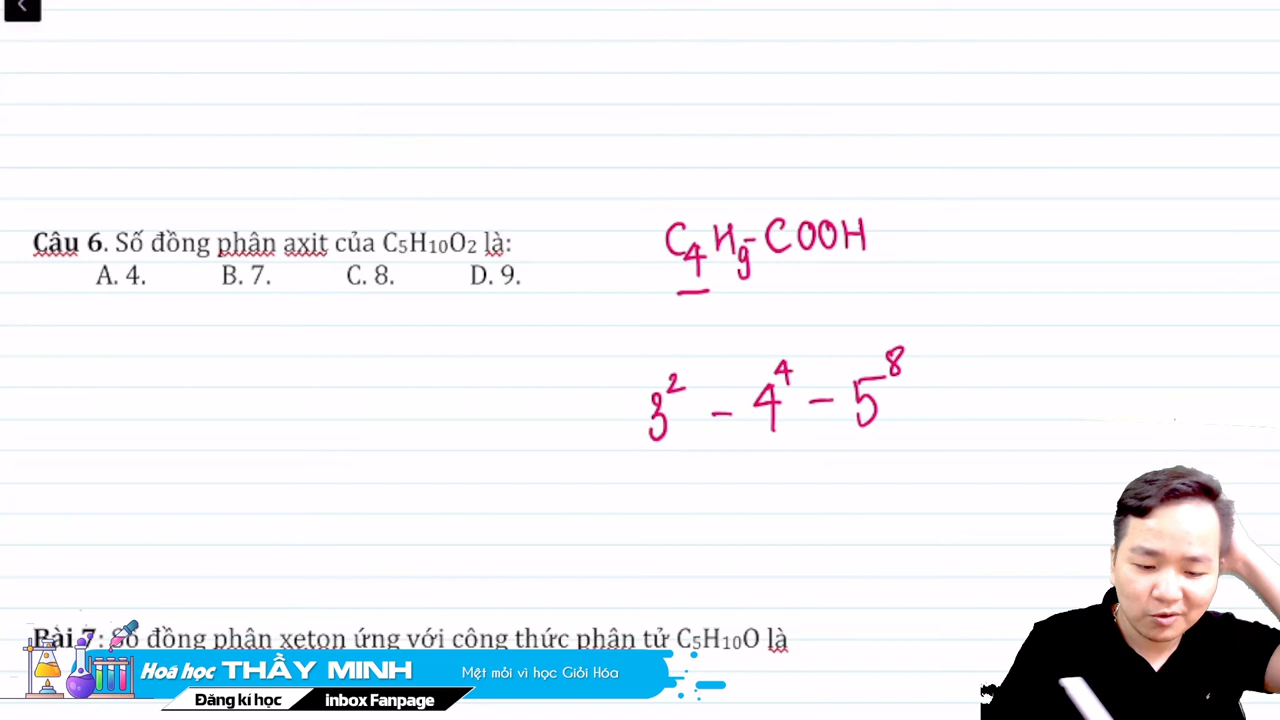 Câu 6. Số đồng phân axit của C₅H₁₀O₂ là:
A. 4. B. 7. C. 8. D. 9.
C₄H₉-COOH
3² - 4⁴ - 5⁸
Bài 7: Số đồng phân xeton ứng với công thức phân tử C₅H₁₀O là
Hoá học THẦY MINH
Mệt mỏi vì học Giỏi Hóa
Đăng kí học
inbox Fanpage